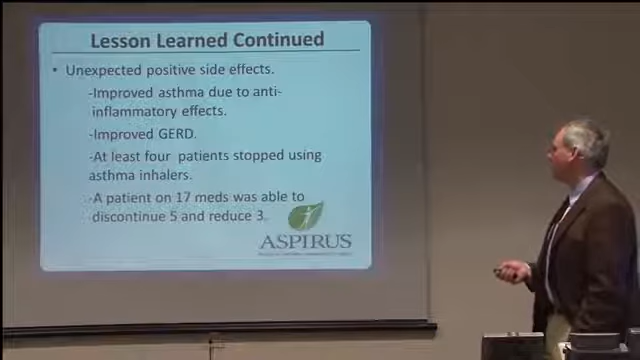 Lesson Learned Continued
• Unexpected positive side effects.
-Improved asthma due to anti-
inflammatory effects.
-Improved GERD.
-At least four patients stopped using
asthma inhalers.
-A patient on 17 meds was able to
discontinue 5 and reduce 3.
ASPIRUS